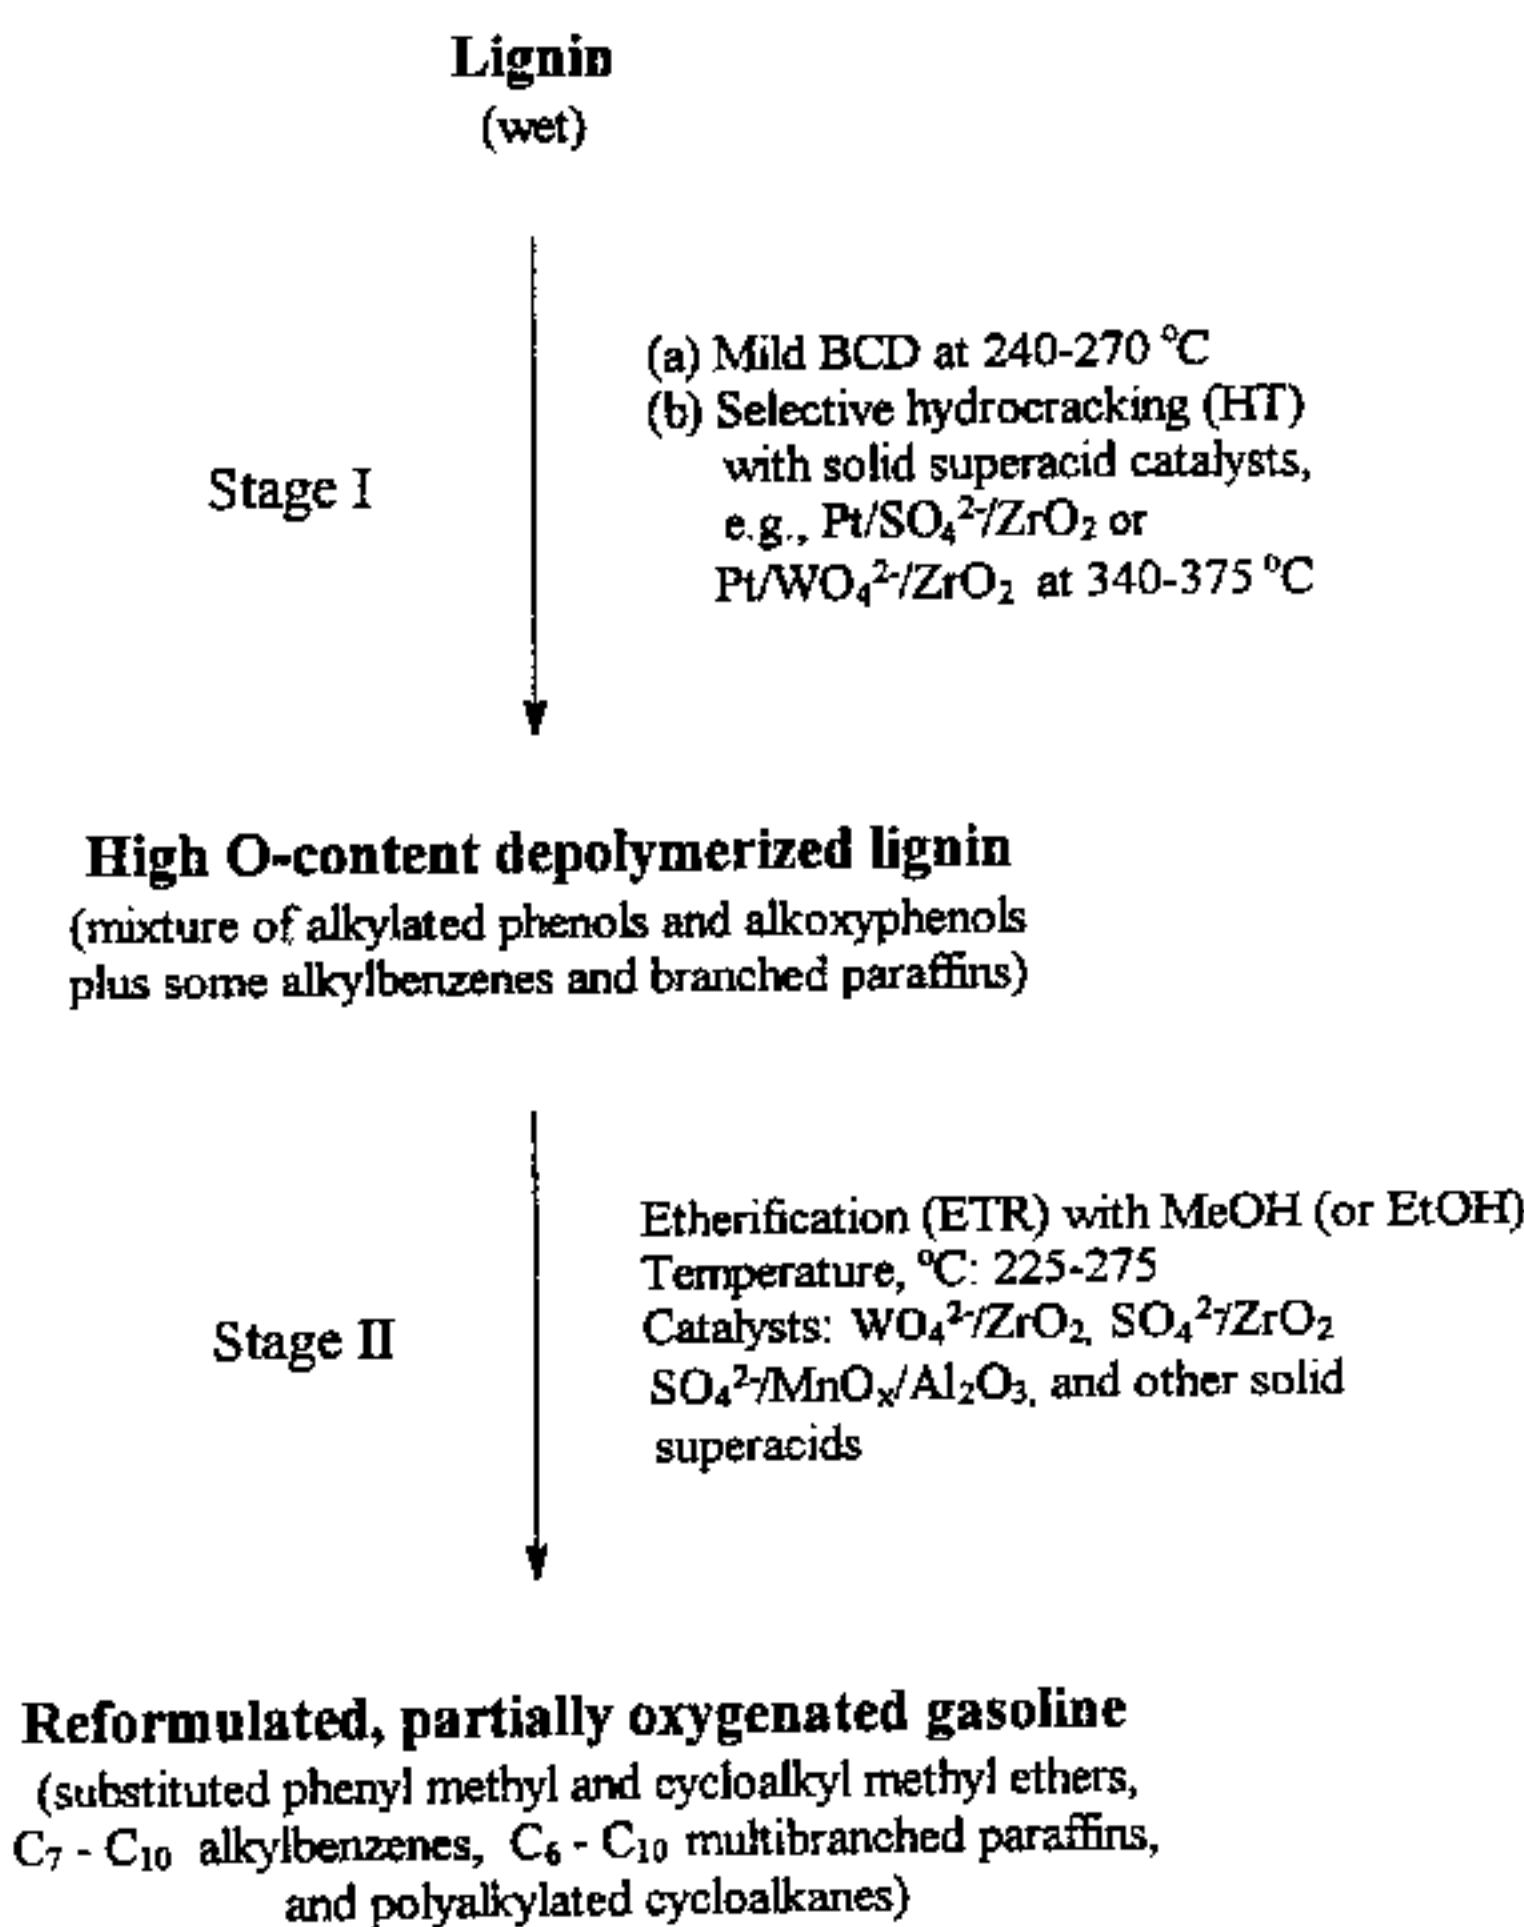 Lignin
(wet)
Stage I
(a) Mild BCD at 240-270 °C
(b) Selective hydrocracking (HT)
with solid superacid catalysts,
e.g., Pt/SO₄²⁻/ZrO₂ or
Pt/WO₄²⁻/ZrO₂ at 340-375 °C
High O-content depolymerized lignin
(mixture of alkylated phenols and alkoxyphenols
plus some alkylbenzenes and branched paraffins)
Stage II
Etherification (ETR) with MeOH (or EtOH)
Temperature, °C: 225-275
Catalysts: WO₄²⁻/ZrO₂, SO₄²⁻/ZrO₂
SO₄²⁻/MnOₓ/Al₂O₃, and other solid
superacids
Reformulated, partially oxygenated gasoline
(substituted phenyl methyl and cycloalkyl methyl ethers,
C₇ - C₁₀ alkylbenzenes, C₆ - C₁₀ multibranched paraffins,
and polyalkylated cycloalkanes)